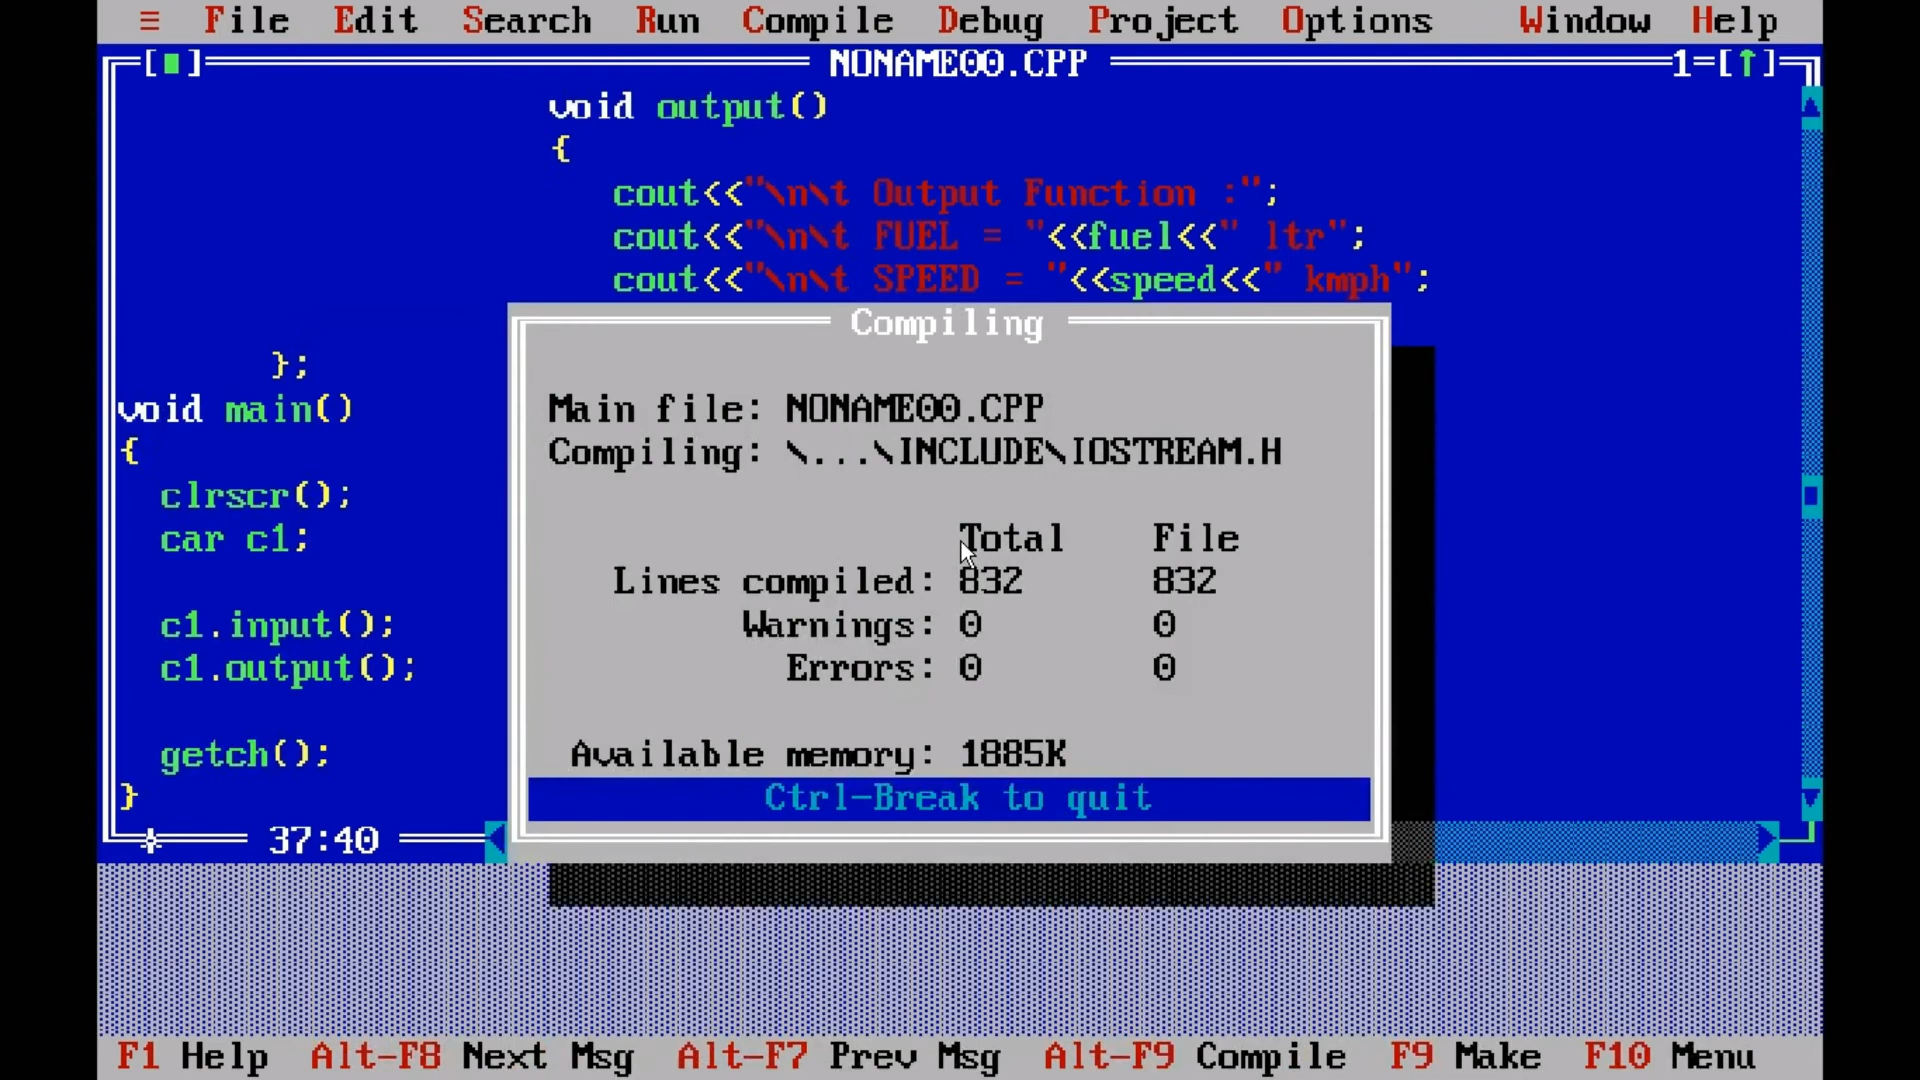 ≡ File Edit Search Run Compile Debug Project Options Window Help
[■] NONAME00.CPP 1=[↑]
void output()
{
cout<<"\n\t Output Function :";
cout<<"\n\t FUEL = "<<fuel<<" ltr";
cout<<"\n\t SPEED = "<<speed<<" kmph";
};
void main()
{
clrscr();
car c1;
c1.input();
c1.output();
getch();
}
37:40
Compiling
Main file: NONAME00.CPP
Compiling: \...\INCLUDE\IOSTREAM.H
Total File
Lines compiled: 832 832
Warnings: 0 0
Errors: 0 0
Available memory: 1885K
Ctrl-Break to quit
F1 Help Alt-F8 Next Msg Alt-F7 Prev Msg Alt-F9 Compile F9 Make F10 Menu